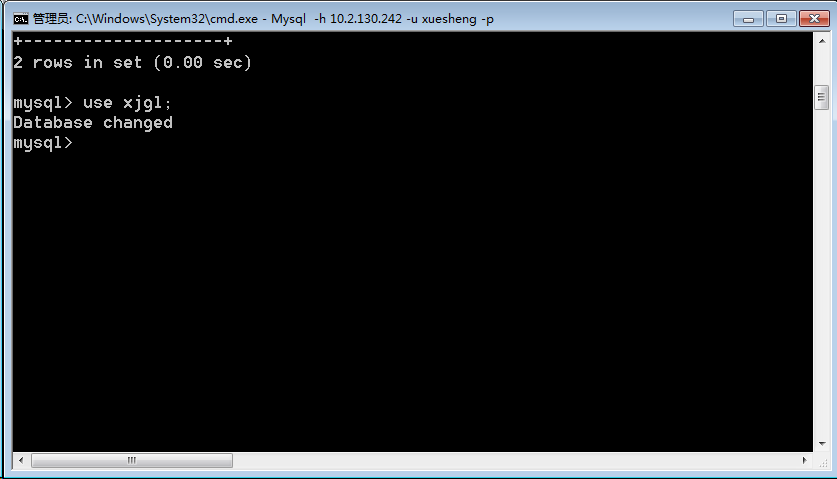 管理员: C:\Windows\System32\cmd.exe - Mysql -h 10.2.130.242 -u xuesheng -p
+--------------------+
2 rows in set (0.00 sec)
mysql> use xjgl;
Database changed
mysql>